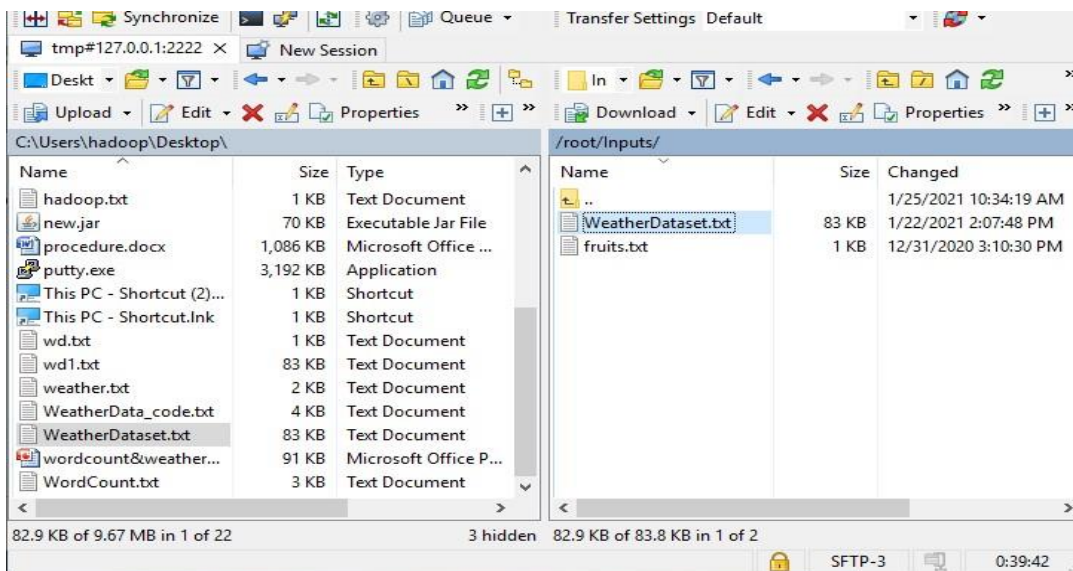 Synchronize Queue Transfer Settings Default
tmp#127.0.0.1:2222 × New Session
Deskt
In
Upload Edit Properties »
Download Edit Properties »
C:\Users\hadoop\Desktop\
Name Size Type
hadoop.txt 1 KB Text Document
new.jar 70 KB Executable Jar File
procedure.docx 1,086 KB Microsoft Office ...
putty.exe 3,192 KB Application
This PC - Shortcut (2)... 1 KB Shortcut
This PC - Shortcut.lnk 1 KB Shortcut
wd.txt 1 KB Text Document
wd1.txt 83 KB Text Document
weather.txt 2 KB Text Document
WeatherData_code.txt 4 KB Text Document
WeatherDataset.txt 83 KB Text Document
wordcount&weather... 91 KB Microsoft Office P...
WordCount.txt 3 KB Text Document
82.9 KB of 9.67 MB in 1 of 22 3 hidden
/root/Inputs/
Name Size Changed
.. 1/25/2021 10:34:19 AM
WeatherDataset.txt 83 KB 1/22/2021 2:07:48 PM
fruits.txt 1 KB 12/31/2020 3:10:30 PM
82.9 KB of 83.8 KB in 1 of 2
SFTP-3 0:39:42